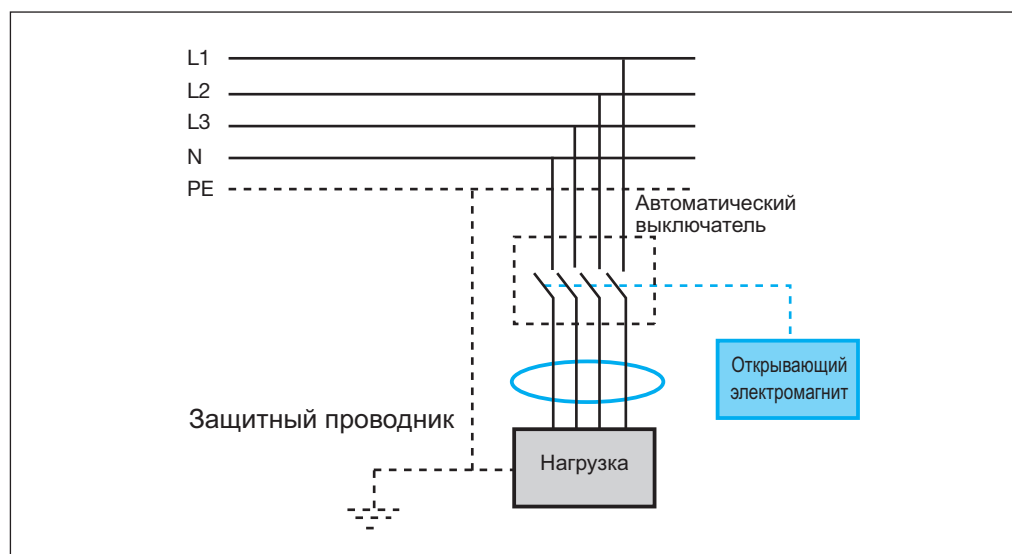 L1
L2
L3
N
PE
Автоматический
выключатель
Открывающий
электромагнит
Защитный проводник
Нагрузка